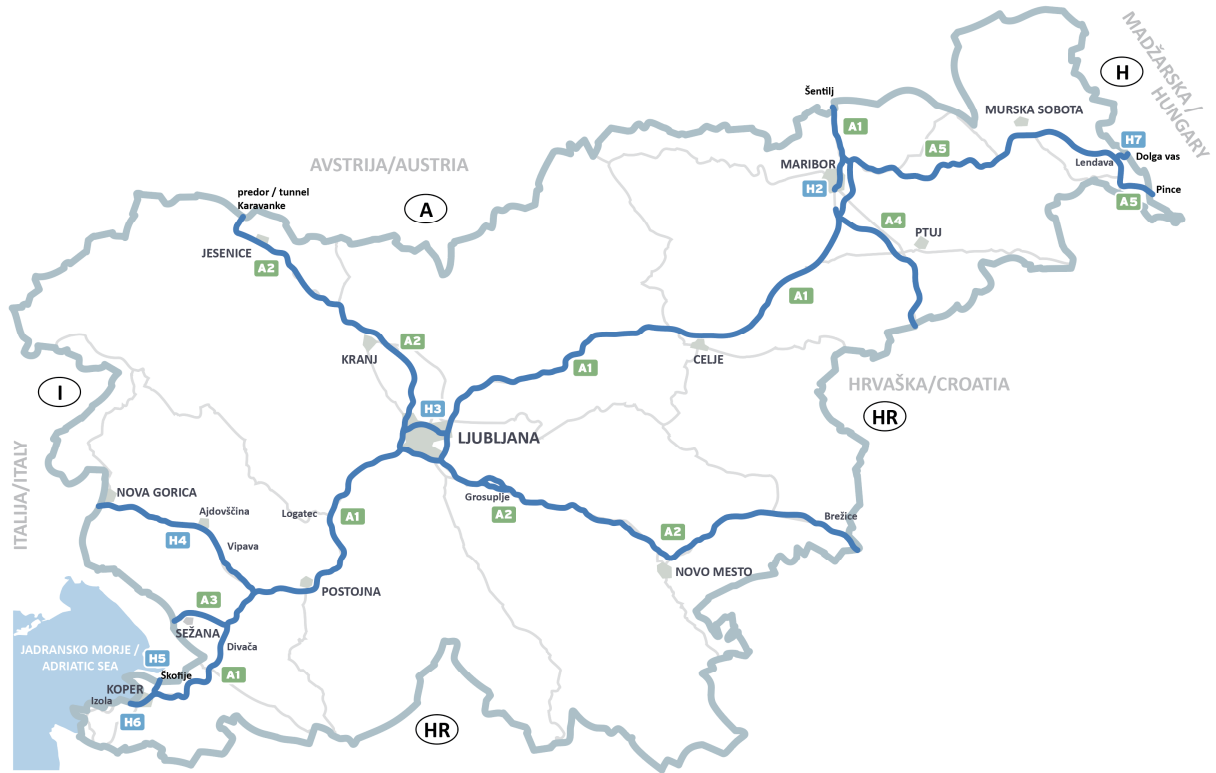 MADŽARSKA /
HUNGARY
H
Šentilj
A1
MURSKA SOBOTA
H7
Dolga vas
AVSTRIJA/AUSTRIA
MARIBOR
A5
Lendava
H2
Pince
A5
predor / tunnel
Karavanke
A
A4
PTUJ
JESENICE
A2
A1
A2
KRANJ
CELJE
A1
HRVAŠKA/CROATIA
I
H3
HR
LJUBLJANA
ITALIJA/ITALY
NOVA GORICA
Grosuplje
Ajdovščina
Logatec
A1
A2
Brežice
H4
A2
Vipava
NOVO MESTO
POSTOJNA
A3
SEŽANA
JADRANSKO MORJE /
ADRIATIC SEA
Divača
H5
Škofije
A1
KOPER
Izola
H6
HR